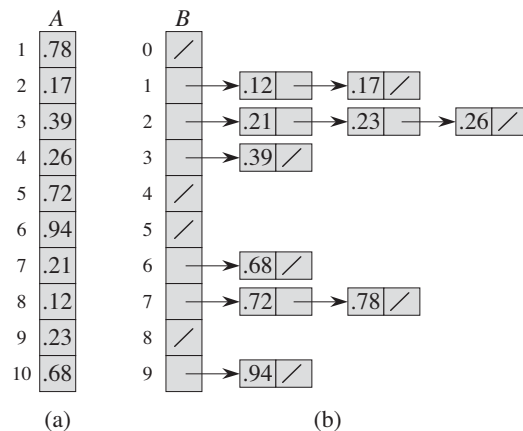 A B
1 .78 0
2 .17 1 .12 .17
3 .39 2 .21 .23 .26
4 .26 3 .39
5 .72 4
6 .94 5
7 .21 6 .68
8 .12 7 .72 .78
9 .23 8
10 .68 9 .94
(a) (b)